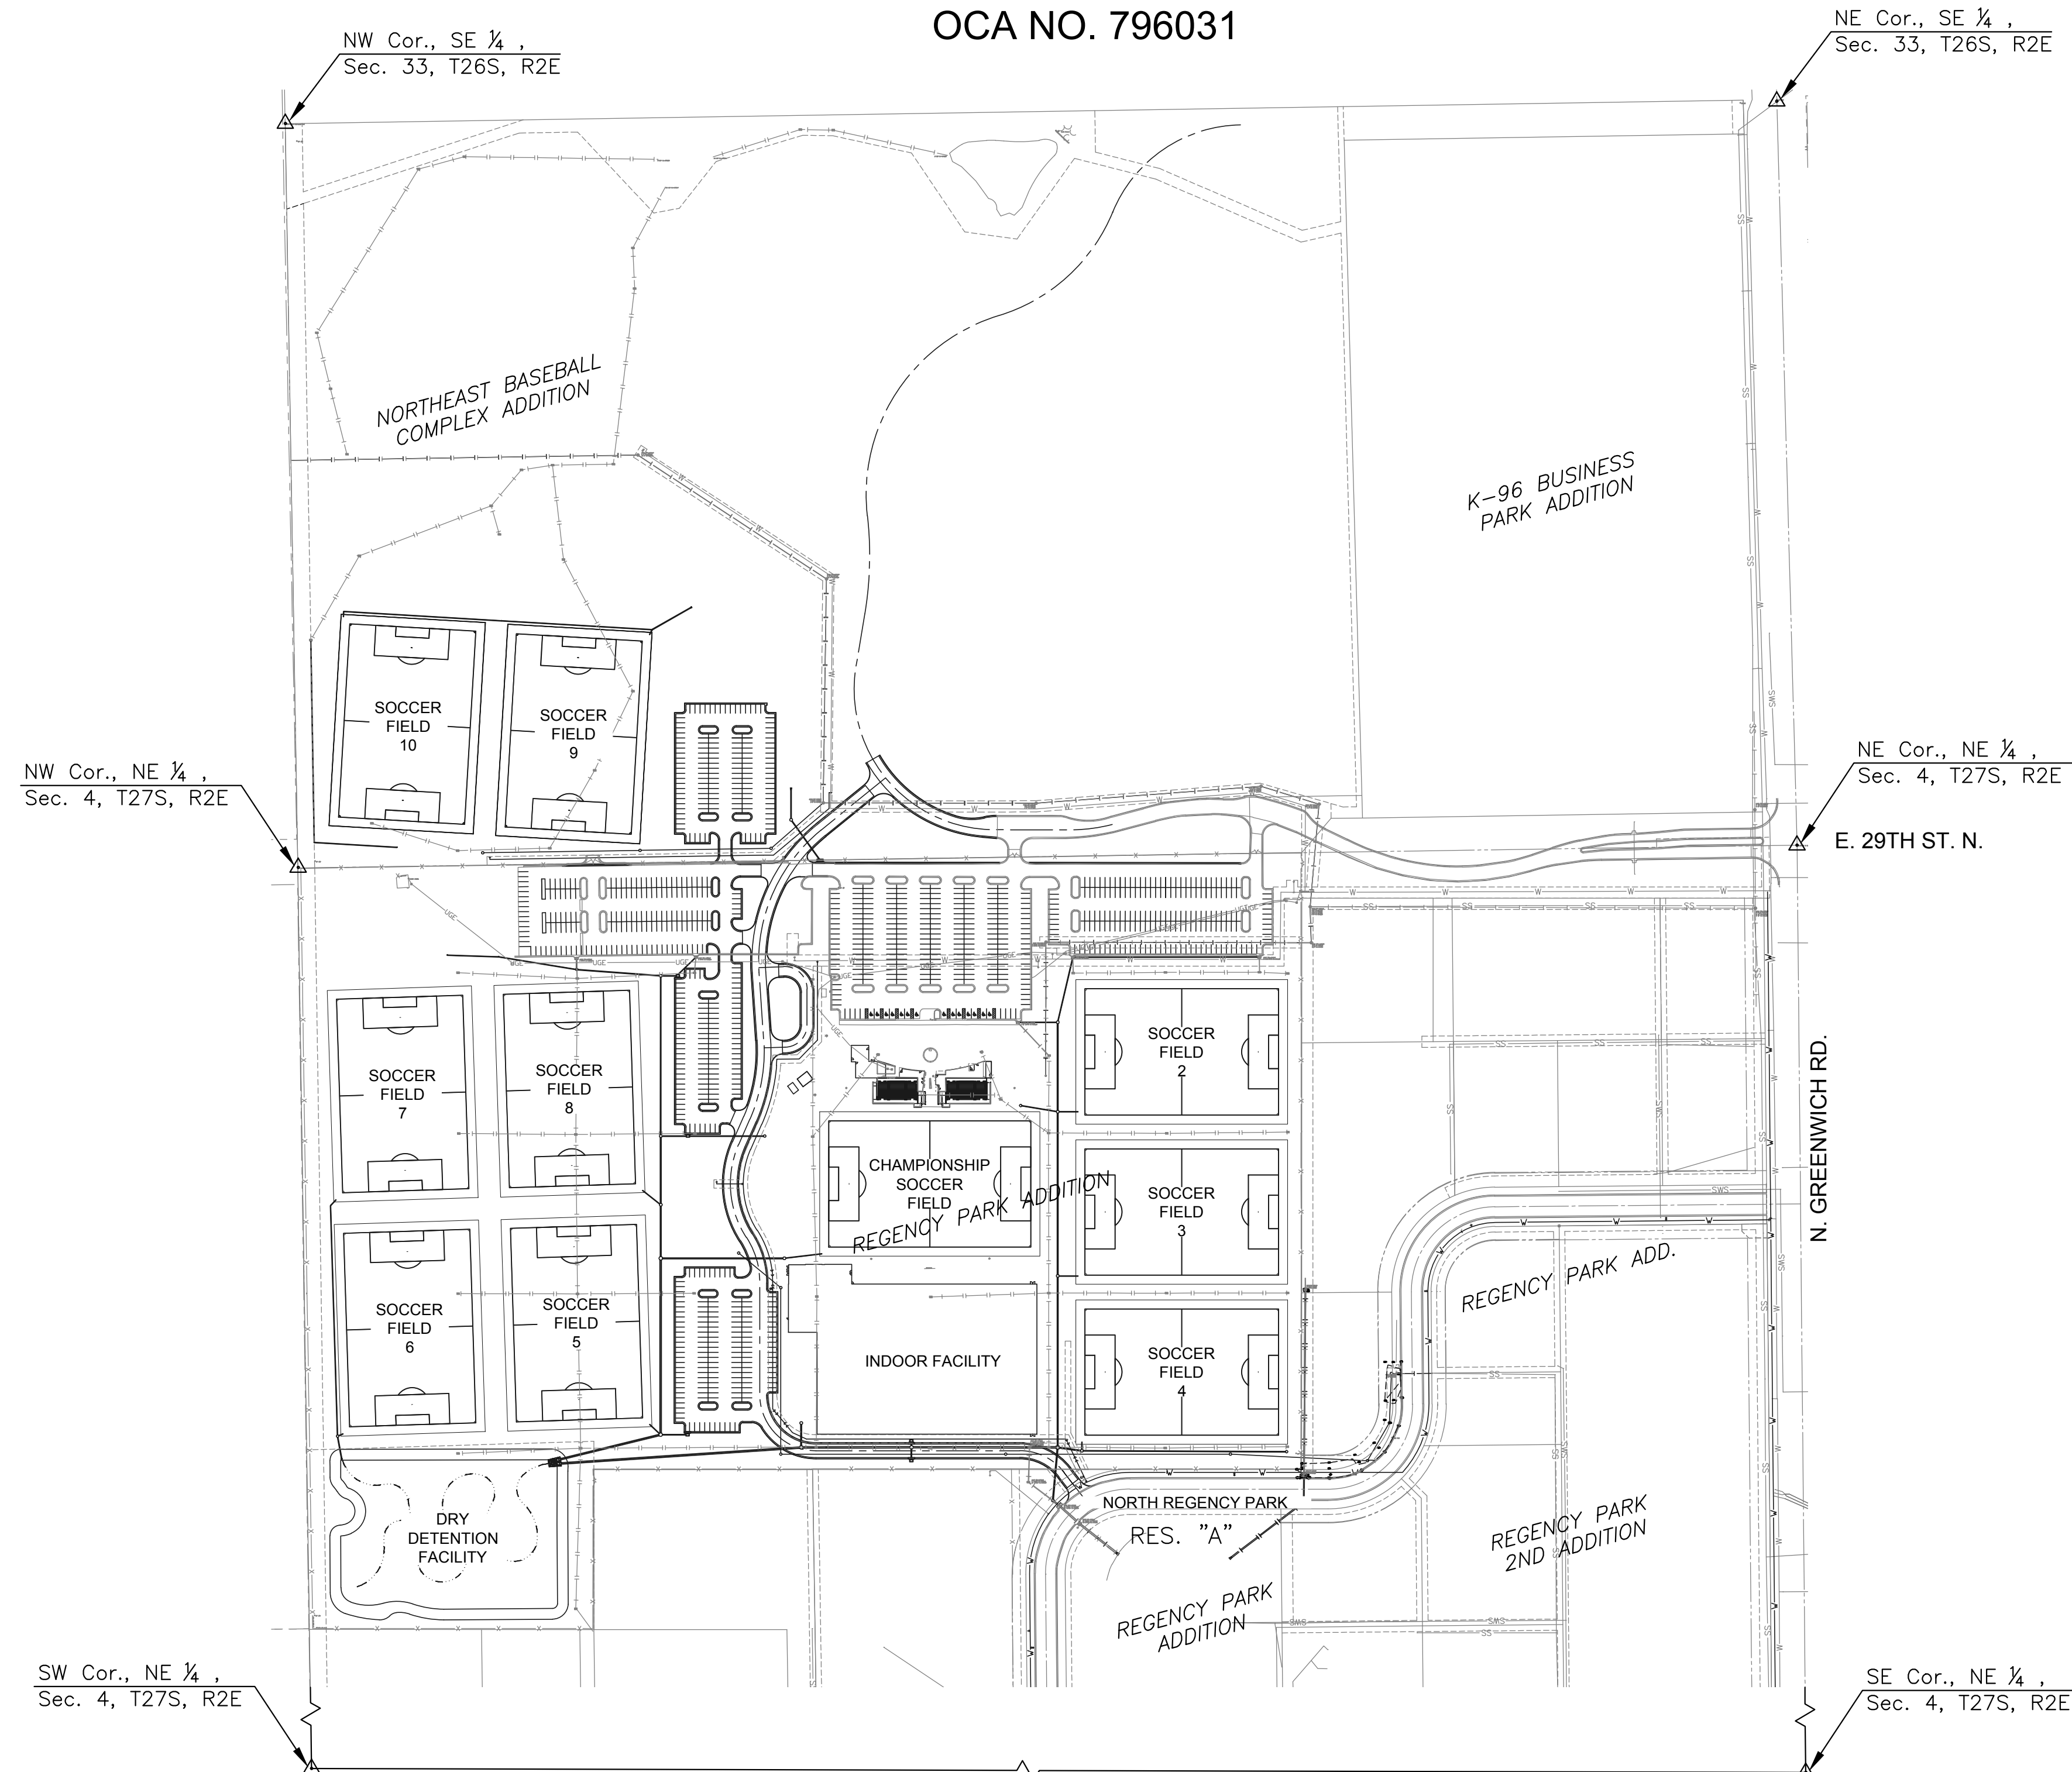 OCA NO. 796031
NW Cor., SE ¼ ,
Sec. 33, T26S, R2E
NE Cor., SE ¼ ,
Sec. 33, T26S, R2E
NORTHEAST BASEBALL
COMPLEX ADDITION
K-96 BUSINESS
PARK ADDITION
SOCCER
FIELD
10
SOCCER
FIELD
9
NW Cor., NE ¼ ,
Sec. 4, T27S, R2E
NE Cor., NE ¼ ,
Sec. 4, T27S, R2E
E. 29TH ST. N.
N. GREENWICH RD.
SOCCER
FIELD
7
SOCCER
FIELD
8
SOCCER
FIELD
2
CHAMPIONSHIP
SOCCER
FIELD
REGENCY PARK ADDITION
SOCCER
FIELD
3
REGENCY PARK ADD.
SOCCER
FIELD
6
SOCCER
FIELD
5
INDOOR FACILITY
SOCCER
FIELD
4
NORTH REGENCY PARK
RES. "A"
DRY
DETENTION
FACILITY
REGENCY PARK
2ND ADDITION
REGENCY PARK
ADDITION
SW Cor., NE ¼ ,
Sec. 4, T27S, R2E
SE Cor., NE ¼ ,
Sec. 4, T27S, R2E